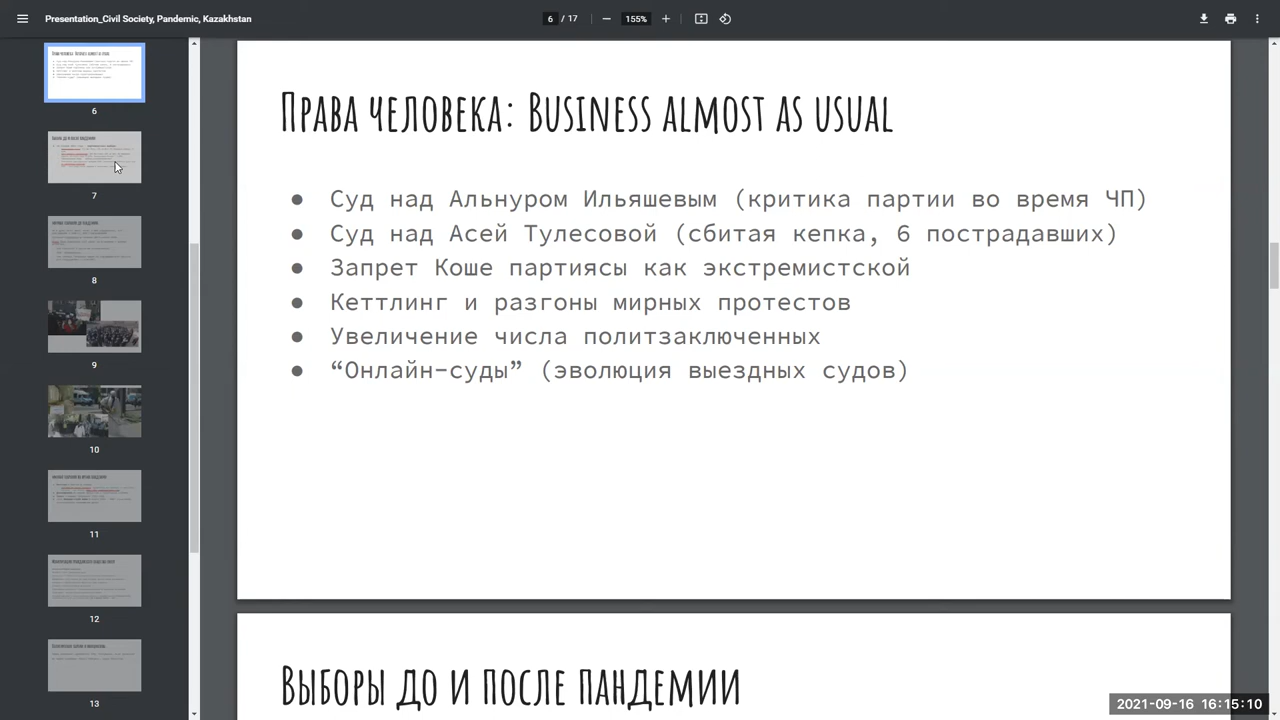 Presentation_Civil Society, Pandemic, Kazakhstan
6 / 17
155%
Права человека: Business almost as usual
Суд над Альнуром Ильяшевым (критика партии во время ЧП)
Суд над Асей Тулесовой (сбитая кепка, 6 пострадавших)
Запрет Коше партиясы как экстремистской
Кеттлинг и разгоны мирных протестов
Увеличение числа политзаключенных
“Онлайн-суды” (эволюция выездных судов)
Выборы до и после пандемии
6
7
8
9
10
11
12
13
2021-09-16 16:15:10